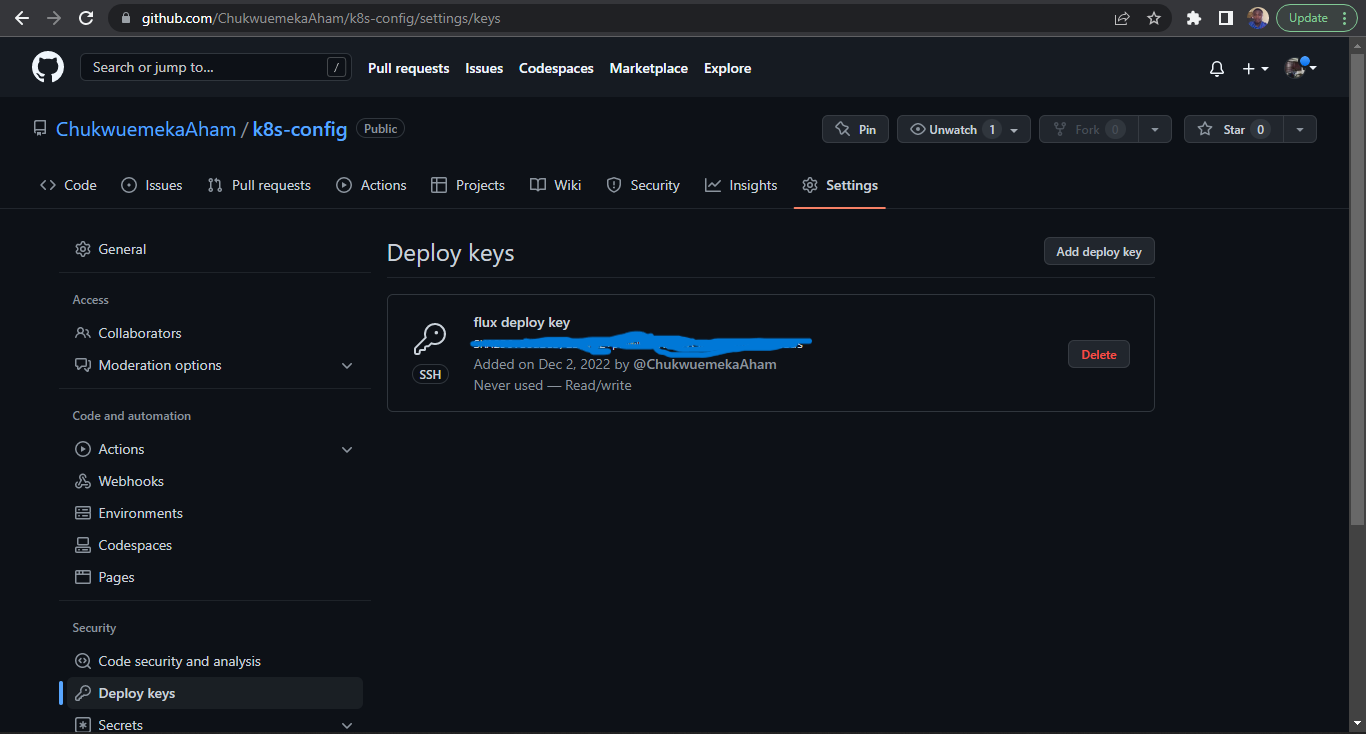 github.com/ChukwuemekaAham/k8s-config/settings/keys
Update
Search or jump to...
/
Pull requests
Issues
Codespaces
Marketplace
Explore
ChukwuemekaAham / k8s-config
Public
Pin
Unwatch 1
Fork 0
Star 0
Code
Issues
Pull requests
Actions
Projects
Wiki
Security
Insights
Settings
General
Access
Collaborators
Moderation options
Code and automation
Actions
Webhooks
Environments
Codespaces
Pages
Security
Code security and analysis
Deploy keys
Secrets
Deploy keys
Add deploy key
flux deploy key
SSH
Added on Dec 2, 2022 by @ChukwuemekaAham
Never used — Read/write
Delete